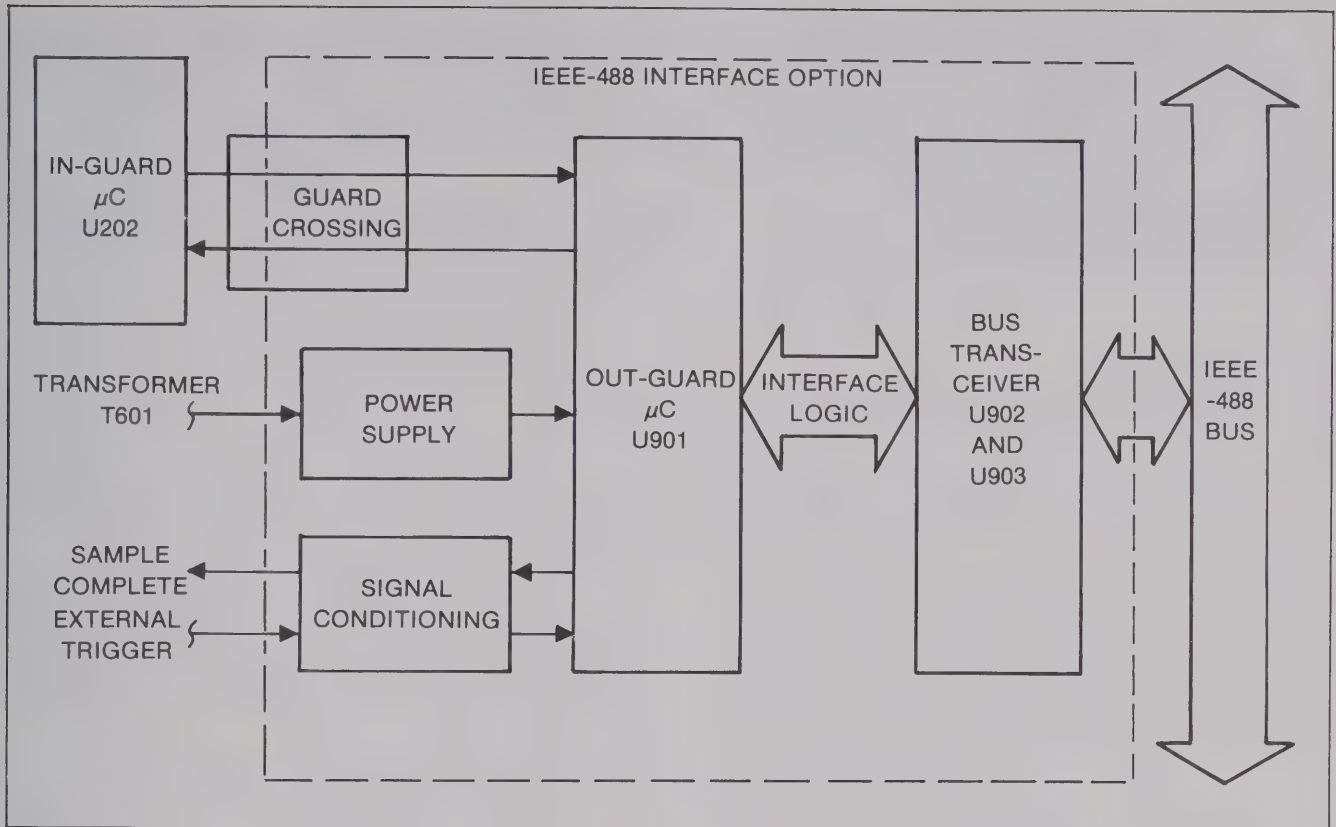 IEEE-488 INTERFACE OPTION
IN-GUARD
μC
U202
GUARD
CROSSING
TRANSFORMER
T601
POWER
SUPPLY
SAMPLE
COMPLETE
EXTERNAL
TRIGGER
SIGNAL
CONDITIONING
OUT-GUARD
μC
U901
INTERFACE
LOGIC
BUS
TRANS-
CEIVER
U902
AND
U903
IEEE
-488
BUS